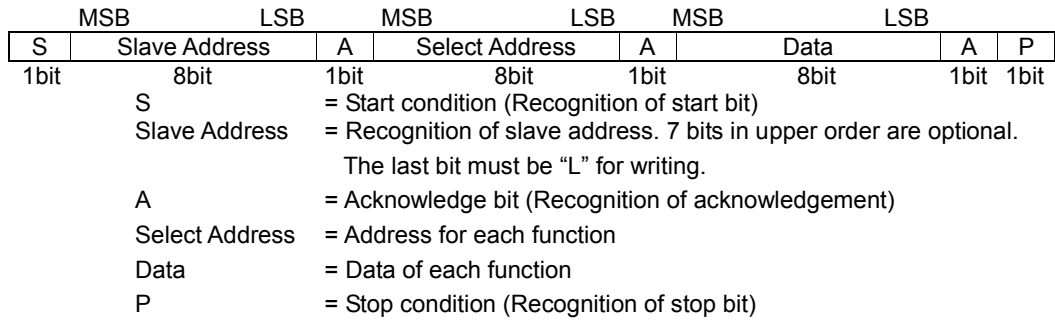 MSB LSB MSB LSB MSB LSB
S Slave Address A Select Address A Data A P
1bit 8bit 1bit 8bit 1bit 8bit 1bit 1bit
S = Start condition (Recognition of start bit)
Slave Address = Recognition of slave address. 7 bits in upper order are optional.
The last bit must be “L” for writing.
A = Acknowledge bit (Recognition of acknowledgement)
Select Address = Address for each function
Data = Data of each function
P = Stop condition (Recognition of stop bit)